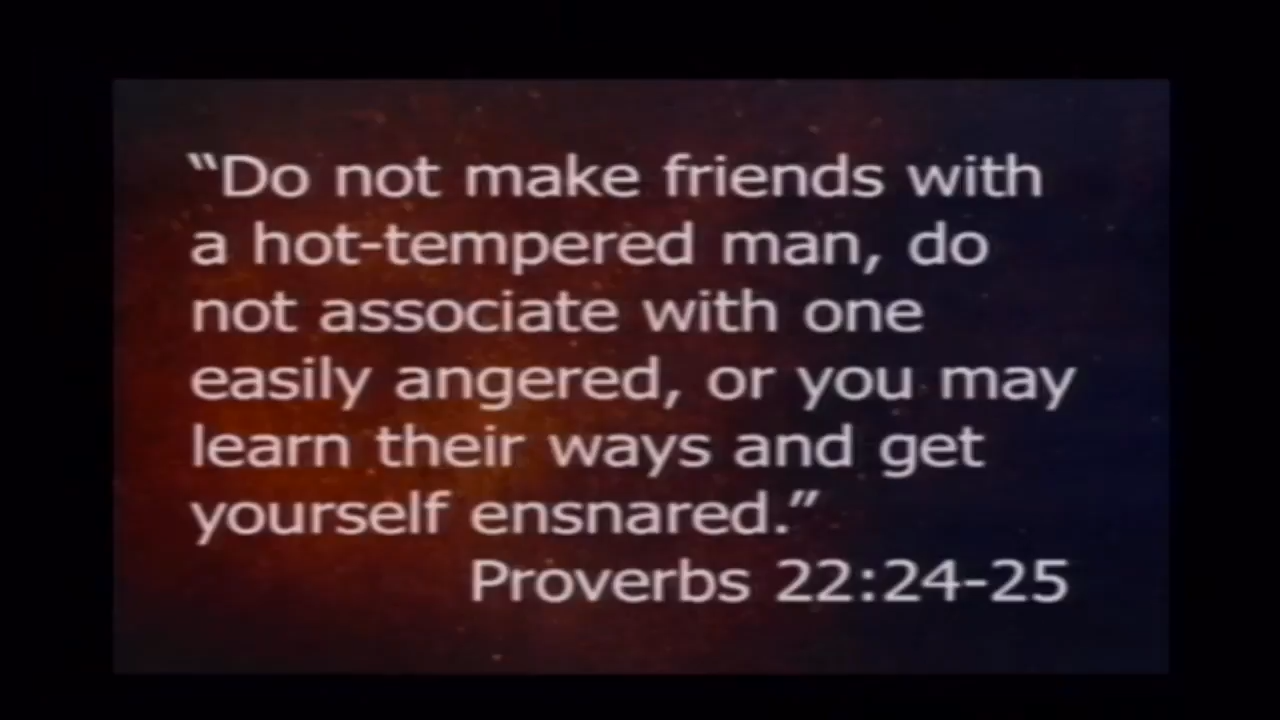 “Do not make friends with
a hot-tempered man, do
not associate with one
easily angered, or you may
learn their ways and get
yourself ensnared.”
Proverbs 22:24-25